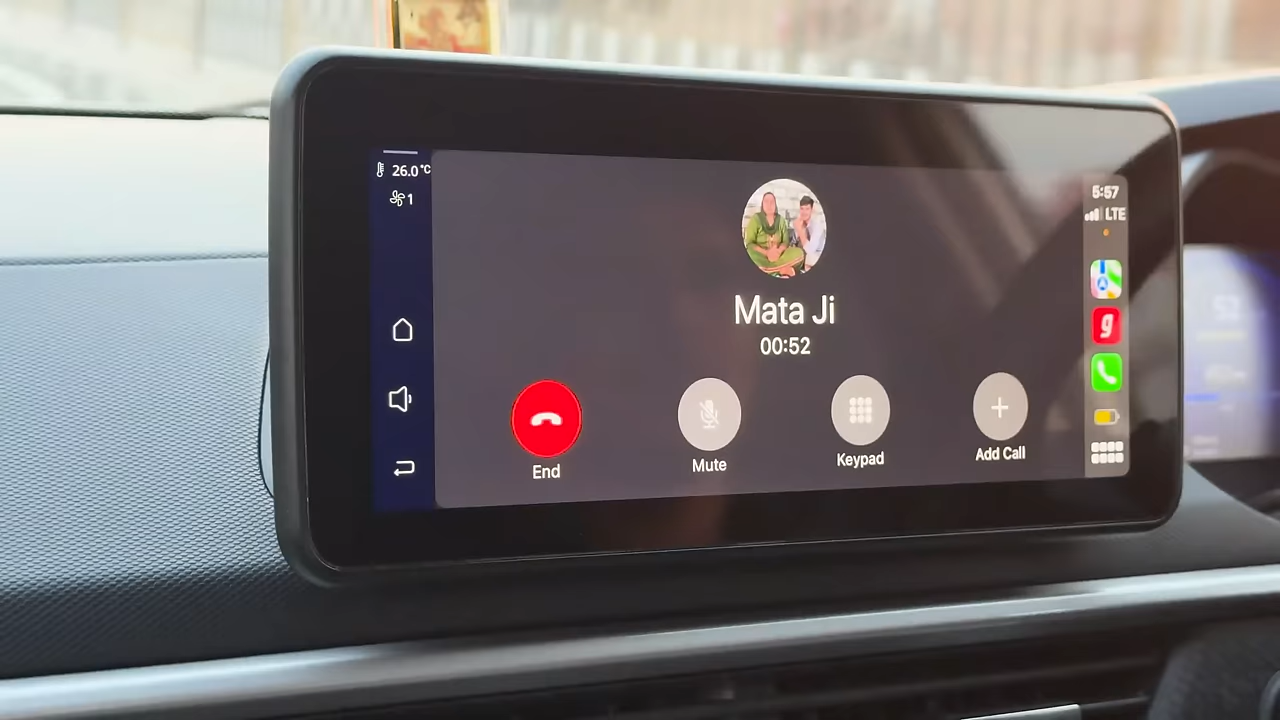 26.0°C
1
Mata Ji
00:52
End
Mute
Keypad
Add Call
5:57
LTE
g